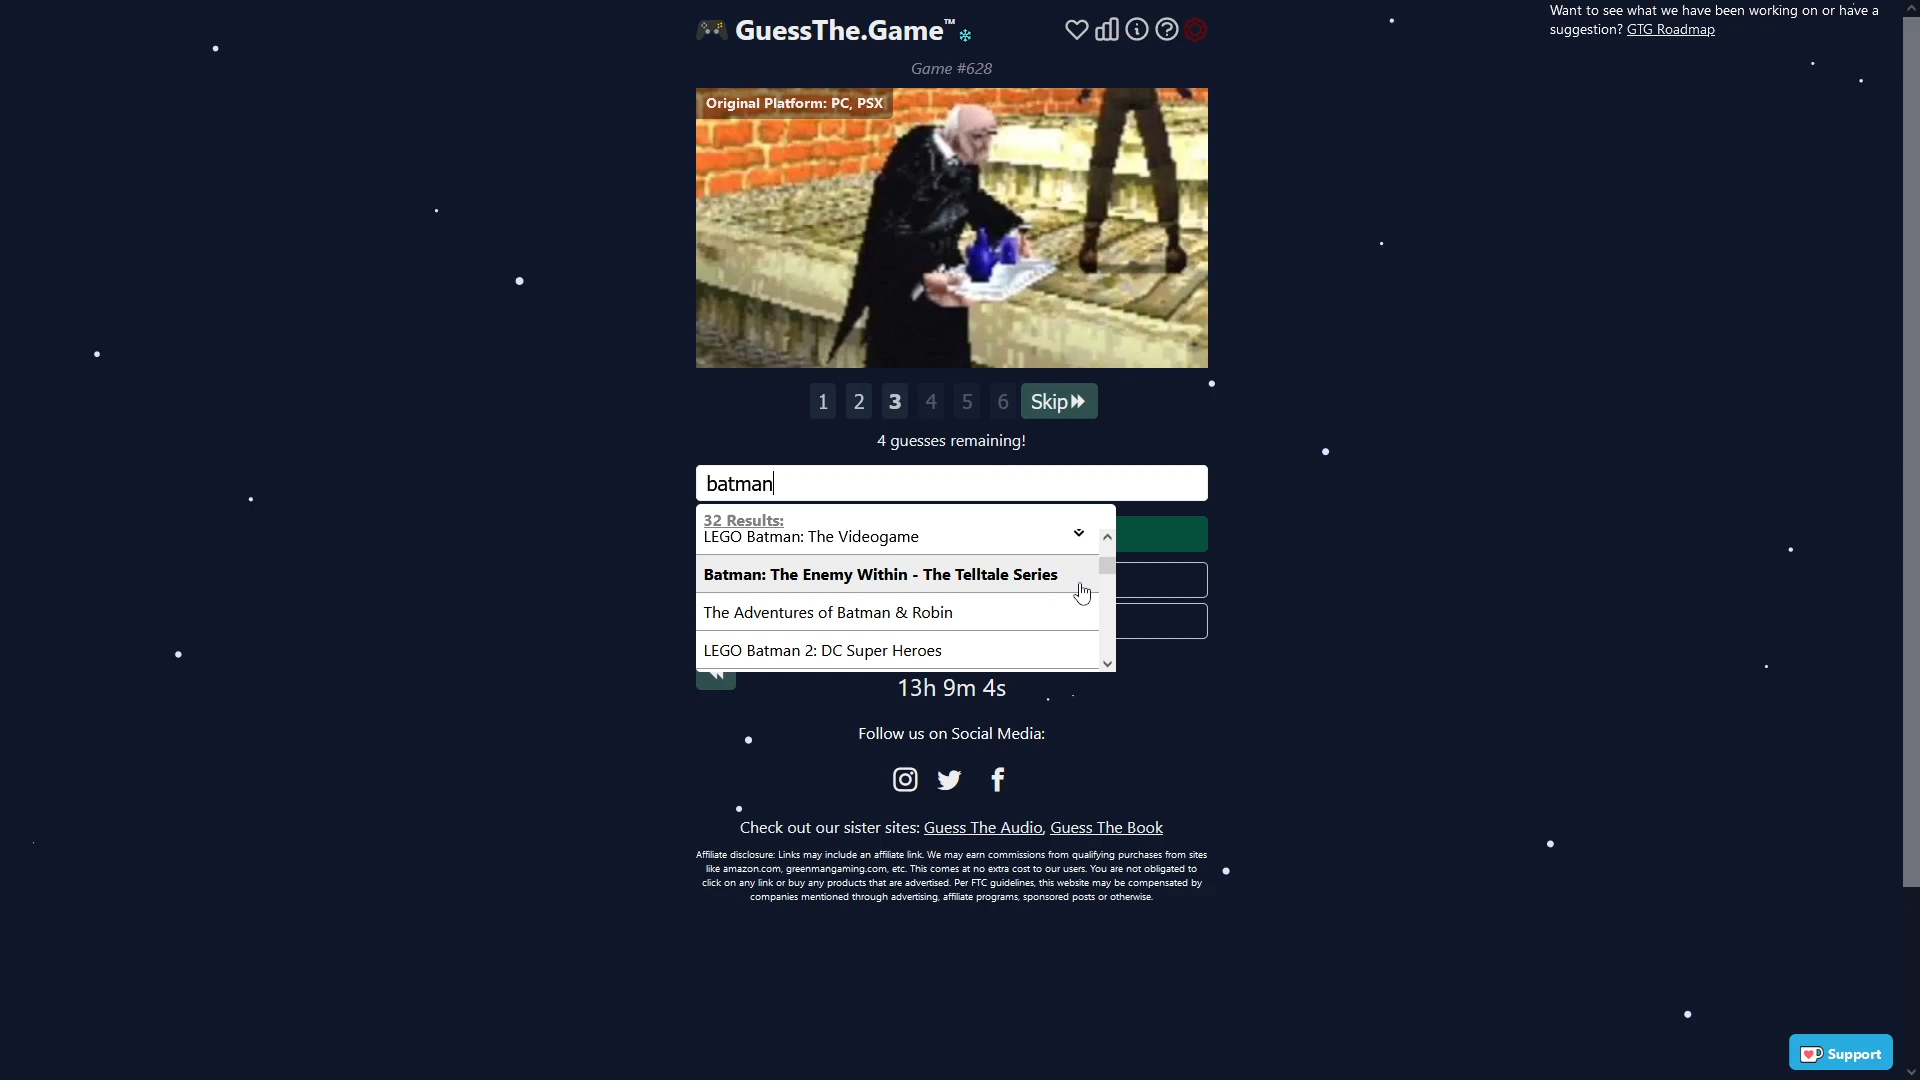 GuessThe.Game™
Want to see what we have been working on or have a
suggestion? GTG Roadmap
Game #628
Original Platform: PC, PSX
1 2 3 4 5 6 Skip
4 guesses remaining!
batman
32 Results:
LEGO Batman: The Videogame
Batman: The Enemy Within - The Telltale Series
The Adventures of Batman & Robin
LEGO Batman 2: DC Super Heroes
13h 9m 4s
Follow us on Social Media:
Check out our sister sites: Guess The Audio, Guess The Book
Affiliate disclosure: Links may include an affiliate link. We may earn commissions from qualifying purchases from sites
like amazon.com, greenmangaming.com, etc. This comes at no extra cost to our users. You are not obligated to
click on any link or buy any products that are advertised. Per FTC guidelines, this website may be compensated by
companies mentioned through advertising, affiliate programs, sponsored posts or otherwise.
Support